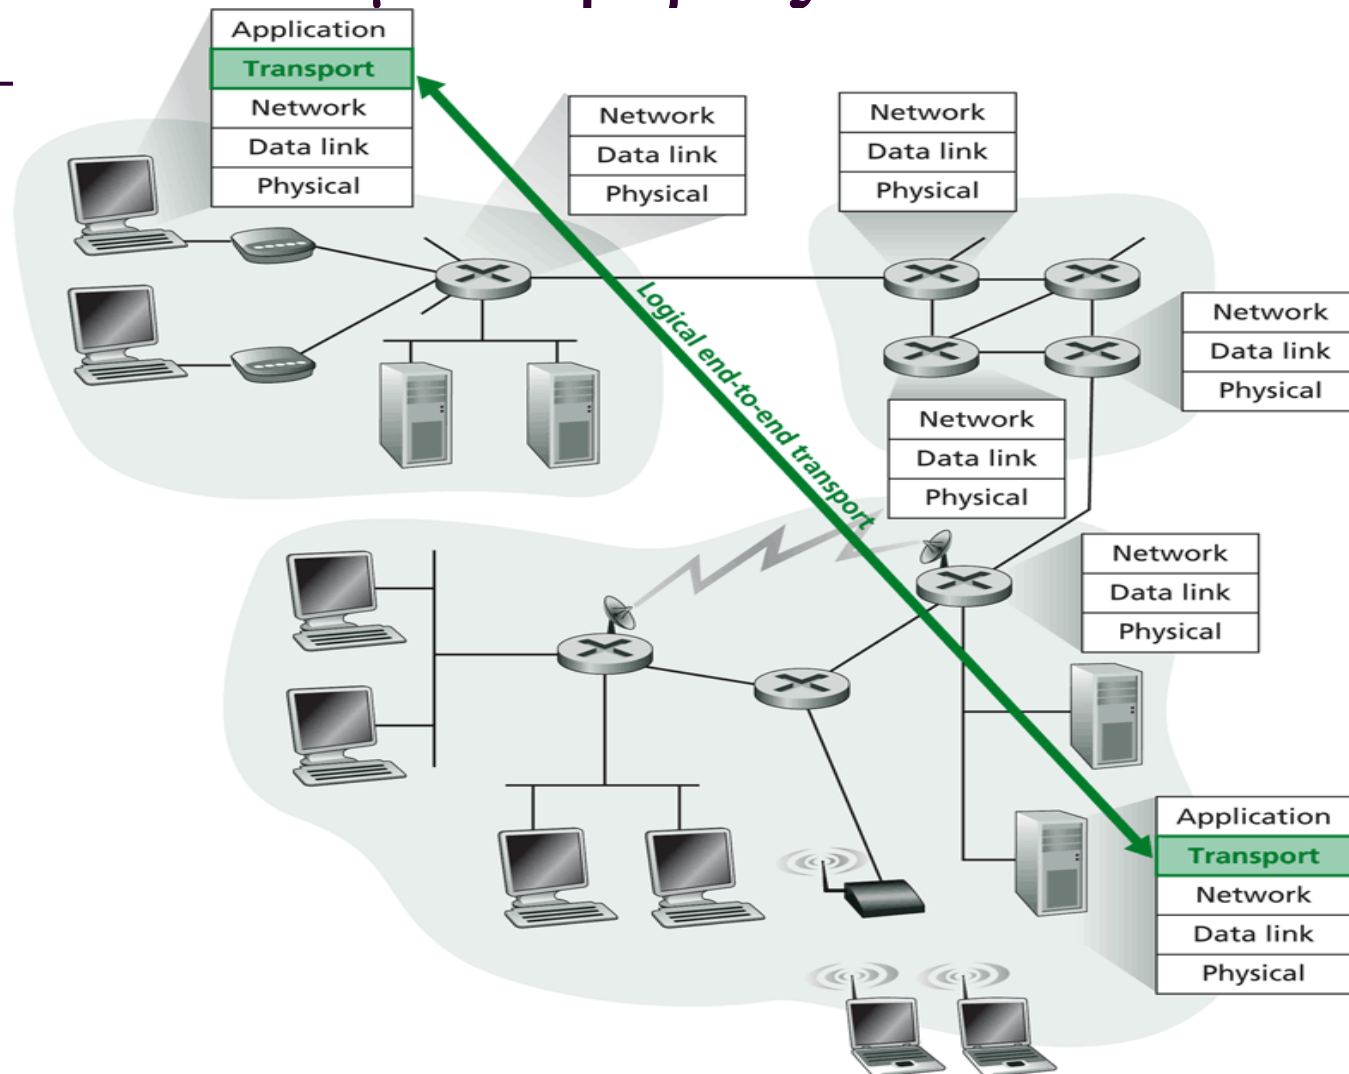 Application
Transport
Network
Data link
Physical
Network
Data link
Physical
Network
Data link
Physical
Network
Data link
Physical
Logical end-to-end transport
Network
Data link
Physical
Network
Data link
Physical
Application
Transport
Network
Data link
Physical